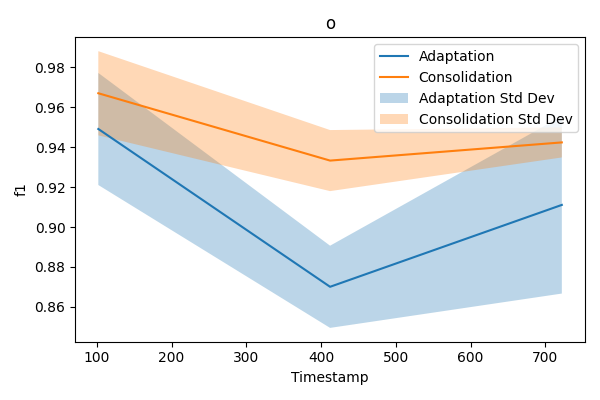 o
f1
0.98
0.96
0.94
0.92
0.90
0.88
0.86
Adaptation
Consolidation
Adaptation Std Dev
Consolidation Std Dev
100 200 300 400 500 600 700
Timestamp